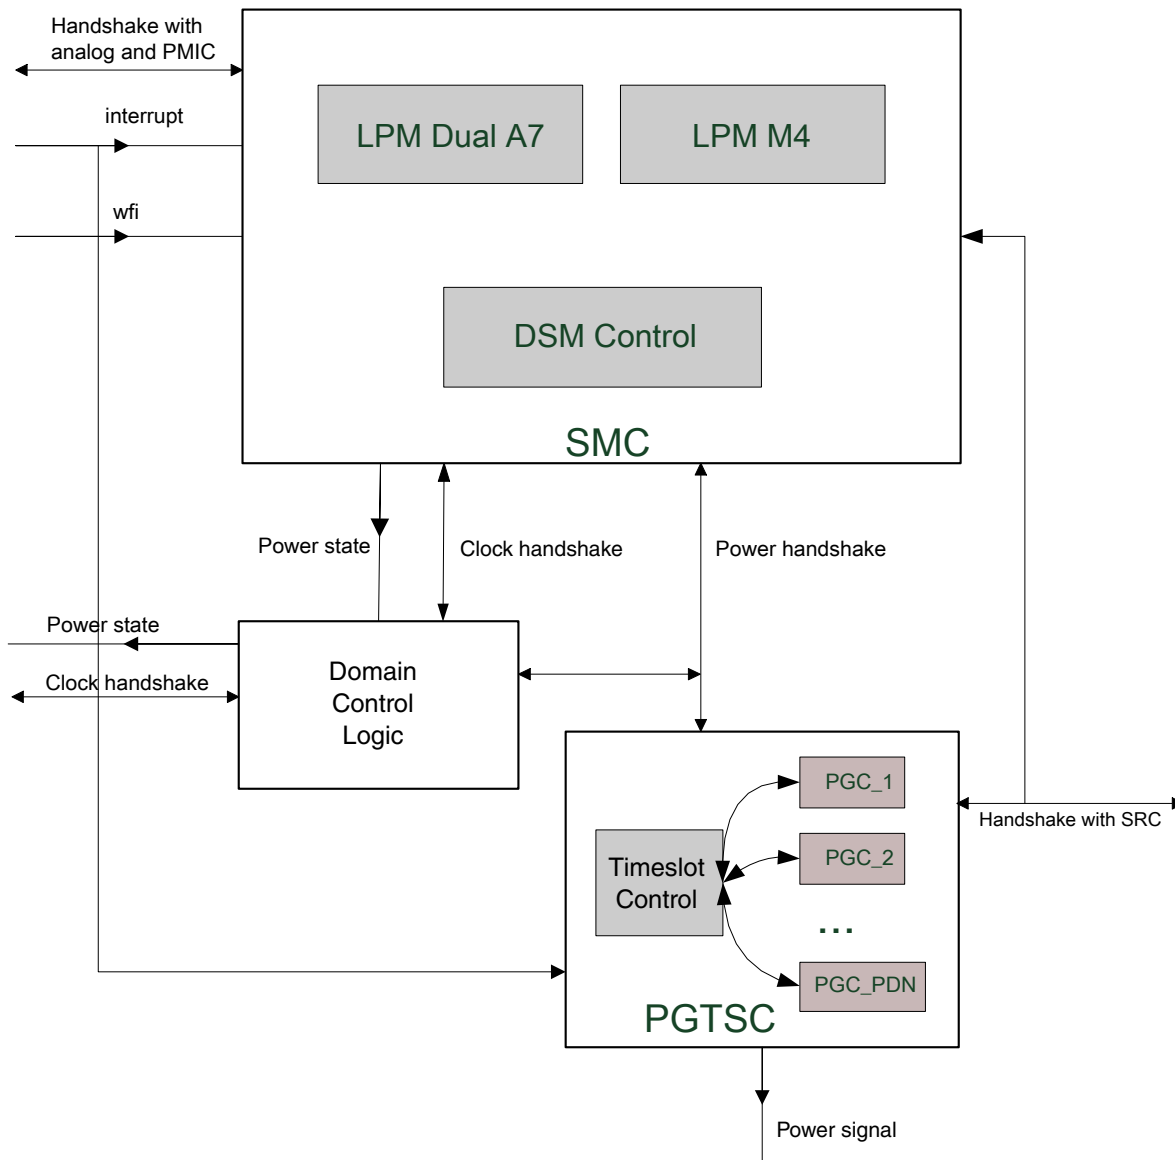 Handshake with
analog and PMIC
interrupt
wfi
LPM Dual A7
LPM M4
DSM Control
SMC
Power state
Clock handshake
Power handshake
Power state
Clock handshake
Domain
Control
Logic
PGC_1
Handshake with SRC
Timeslot
Control
PGC_2
...
PGC_PDN
PGTSC
Power signal